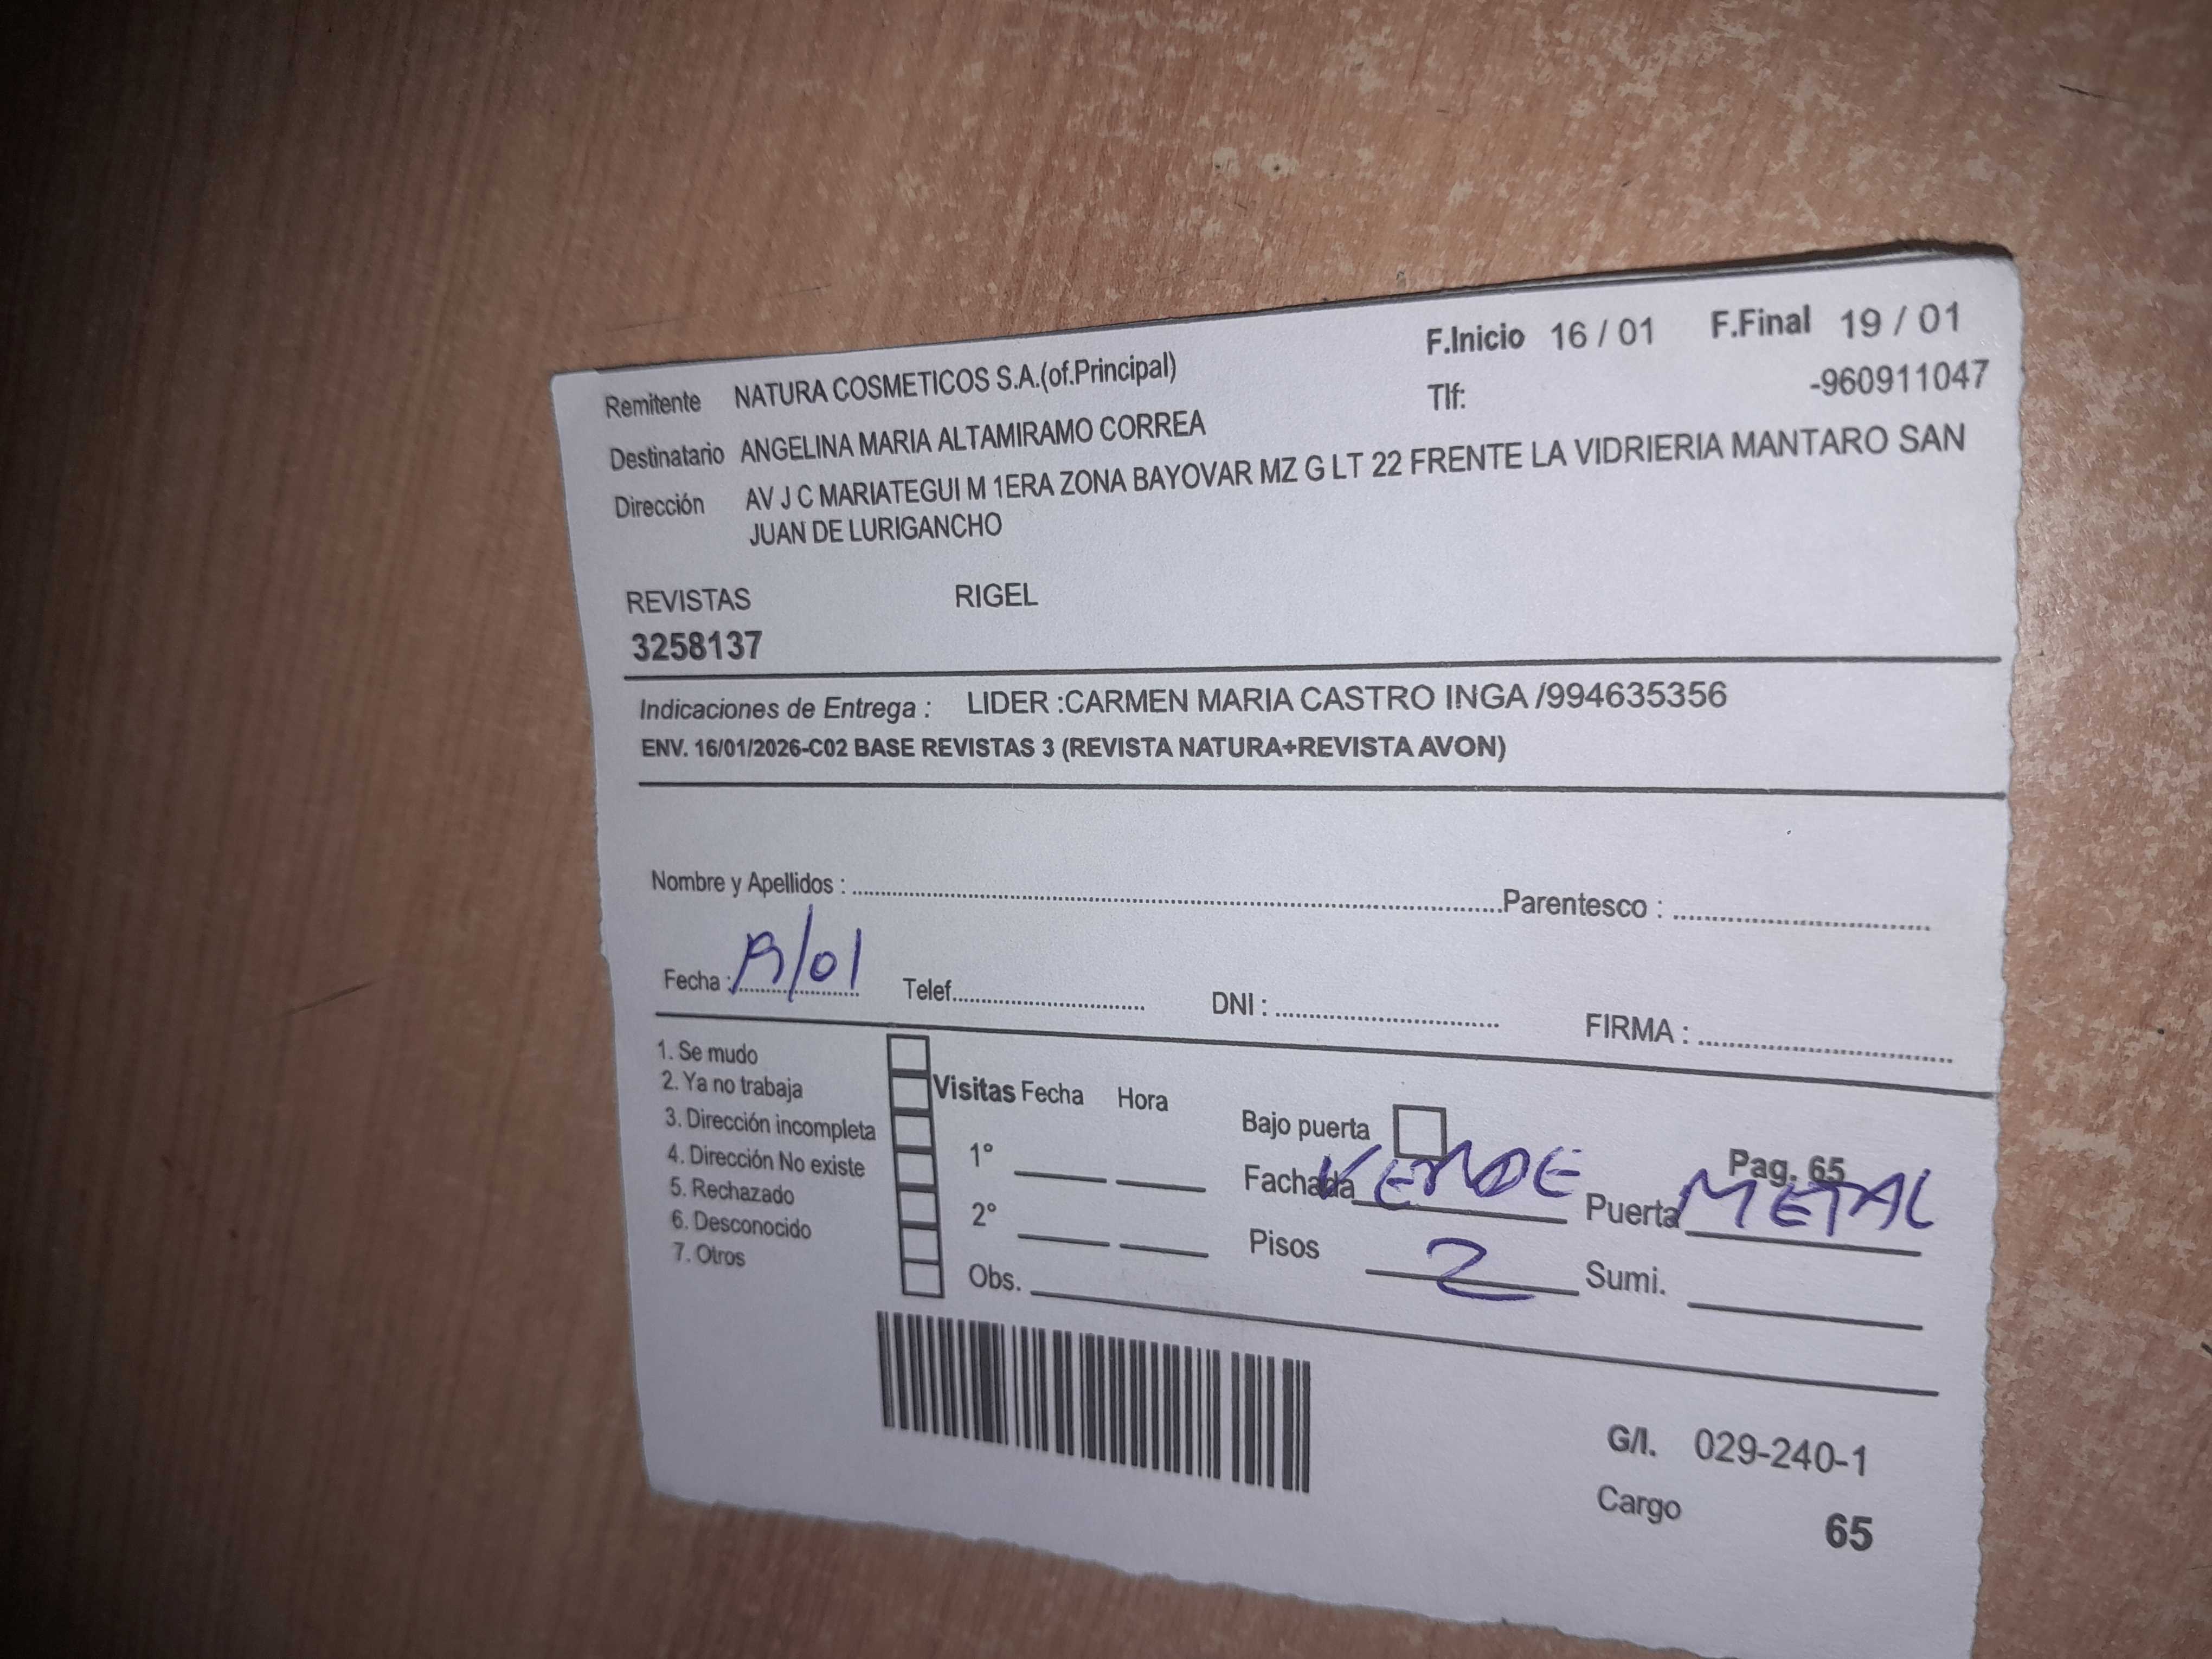 F.Inicio 16 / 01 F.Final 19 / 01
Remitente NATURA COSMETICOS S.A.(of.Principal) Tlf: -960911047
Destinatario ANGELINA MARIA ALTAMIRAMO CORREA
Dirección AV J C MARIATEGUI M 1ERA ZONA BAYOVAR MZ G LT 22 FRENTE LA VIDRIERIA MANTARO SAN
JUAN DE LURIGANCHO
REVISTAS RIGEL
3258137
Indicaciones de Entrega : LIDER :CARMEN MARIA CASTRO INGA /994635356
ENV. 16/01/2026-C02 BASE REVISTAS 3 (REVISTA NATURA+REVISTA AVON)
Nombre y Apellidos : Parentesco :
Fecha : /01 Telef. DNI : FIRMA :
1. Se mudo
2. Ya no trabaja
3. Dirección incompleta
4. Dirección No existe
5. Rechazado
6. Desconocido
7. Otros
Visitas Fecha Hora
1°
2°
Obs.
Bajo puerta Pag. 65
Fachada VERDE Puerta METAL
Pisos 2 Sumi.
G/I. 029-240-1
Cargo 65